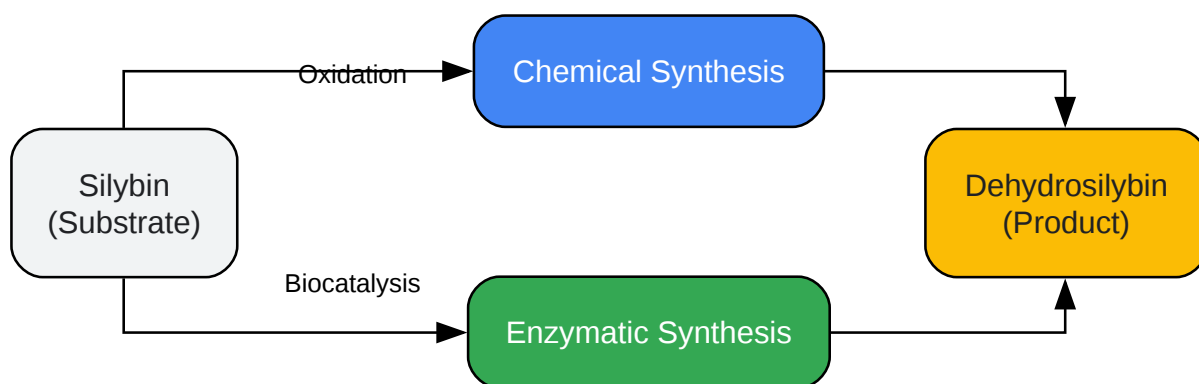 Oxidation
Chemical Synthesis
Silybin
(Substrate)
Dehydrosilybin
(Product)
Biocatalysis
Enzymatic Synthesis